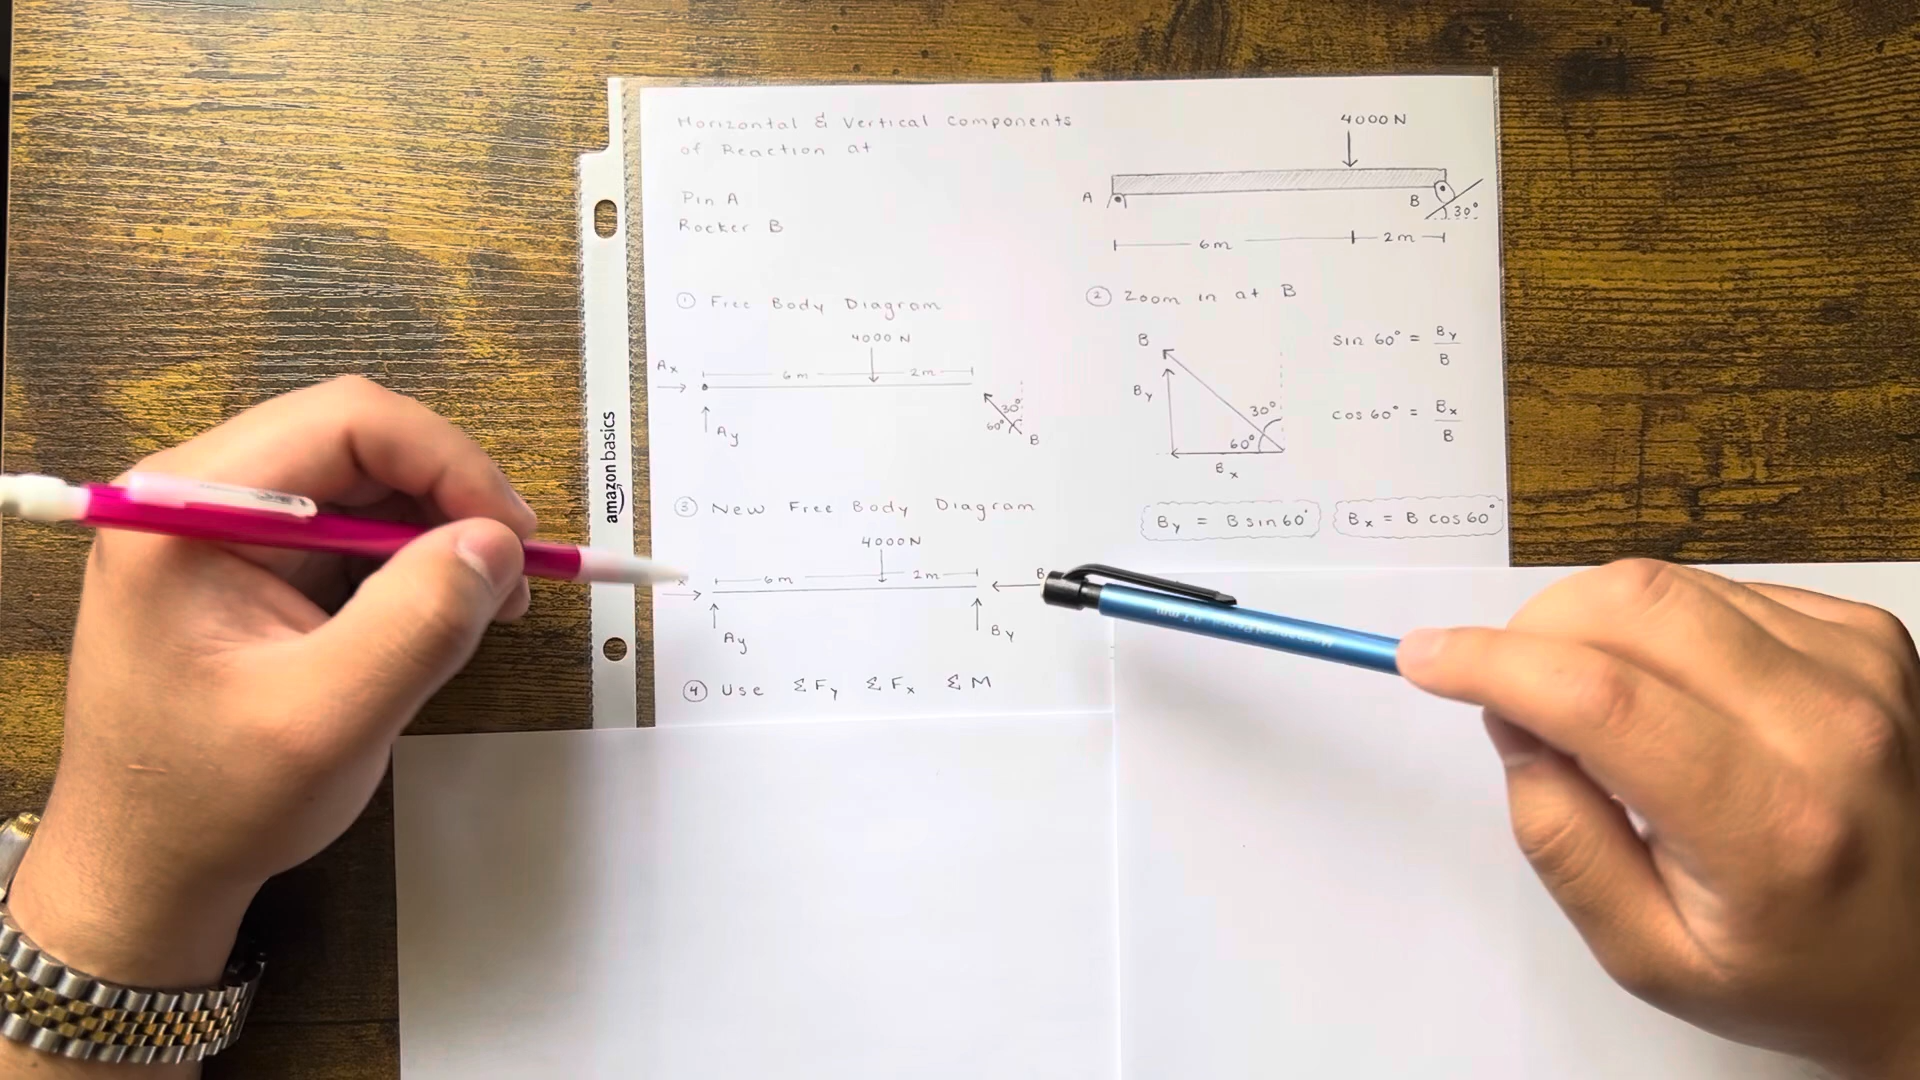 Horizontal & Vertical Components
of Reaction at
Pin A
Rocker B
4000 N
A
B
30°
6m
2m
① Free Body Diagram
4000 N
Ax
6m
2m
Ay
30°
60°
B
② Zoom in at B
B
By
30°
60°
Bx
sin 60° = By/B
cos 60° = Bx/B
By = B sin 60°
Bx = B cos 60°
③ New Free Body Diagram
4000N
x
6m
2m
B
Ay
By
④ Use ΣFy ΣFx ΣM
amazon basics